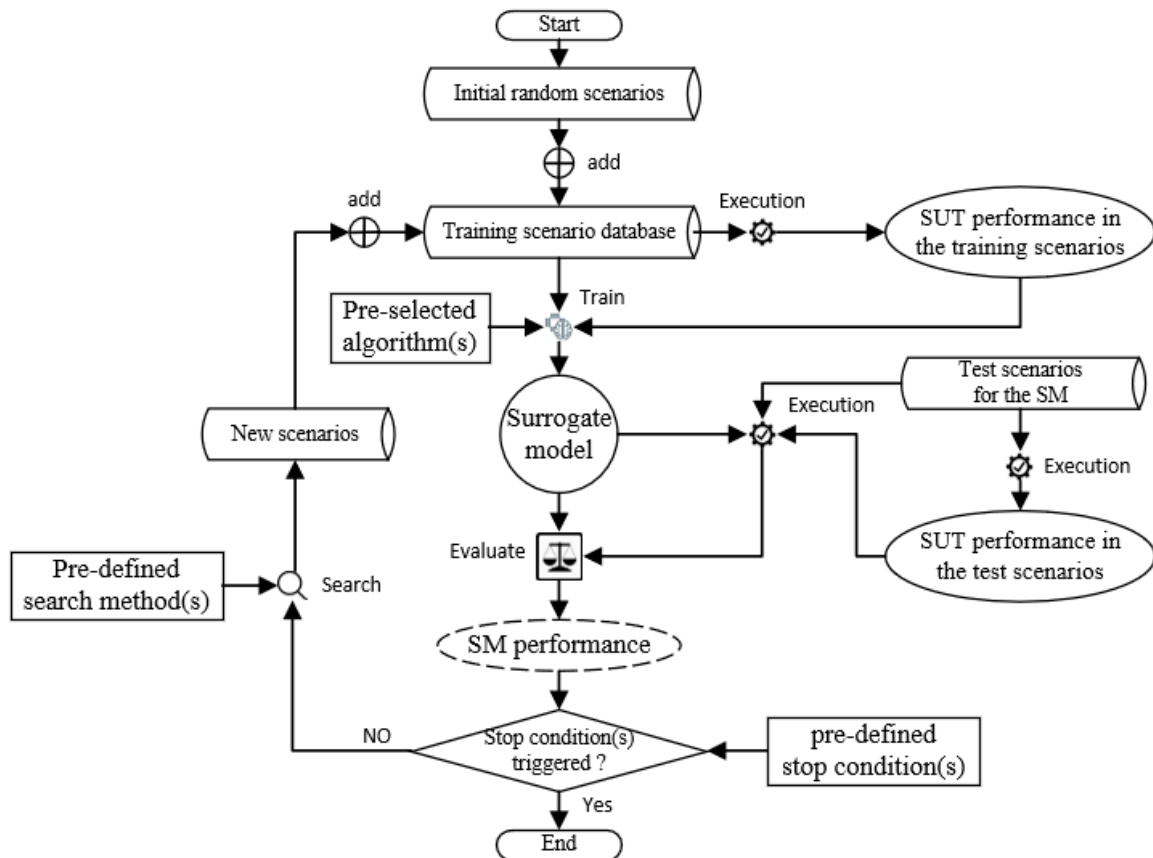 Start
Initial random scenarios
add
add
Execution
Training scenario database
SUT performance in
the training scenarios
Train
Pre-selected
algorithm(s)
Test scenarios
for the SM
Execution
New scenarios
Surrogate
model
Execution
Evaluate
SUT performance in
the test scenarios
Pre-defined
search method(s)
Search
SM performance
NO
Stop condition(s)
triggered ?
pre-defined
stop condition(s)
Yes
End